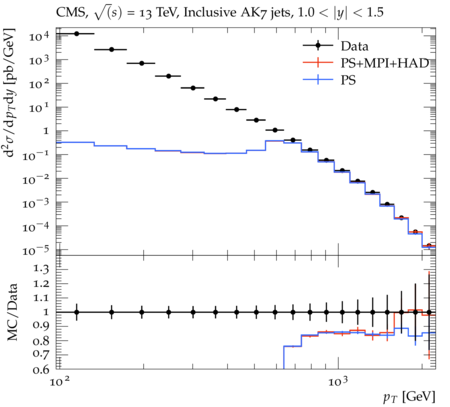 CMS, √(s) = 13 TeV, Inclusive AK7 jets, 1.0 < |y| < 1.5
Data
PS+MPI+HAD
PS
d²σ/dp_T dy [pb/GeV]
10⁴
10³
10²
10¹
1
10⁻¹
10⁻²
10⁻³
10⁻⁴
10⁻⁵
MC/Data
1.3
1.2
1.1
1
0.9
0.8
0.7
0.6
10² 10³
p_T [GeV]